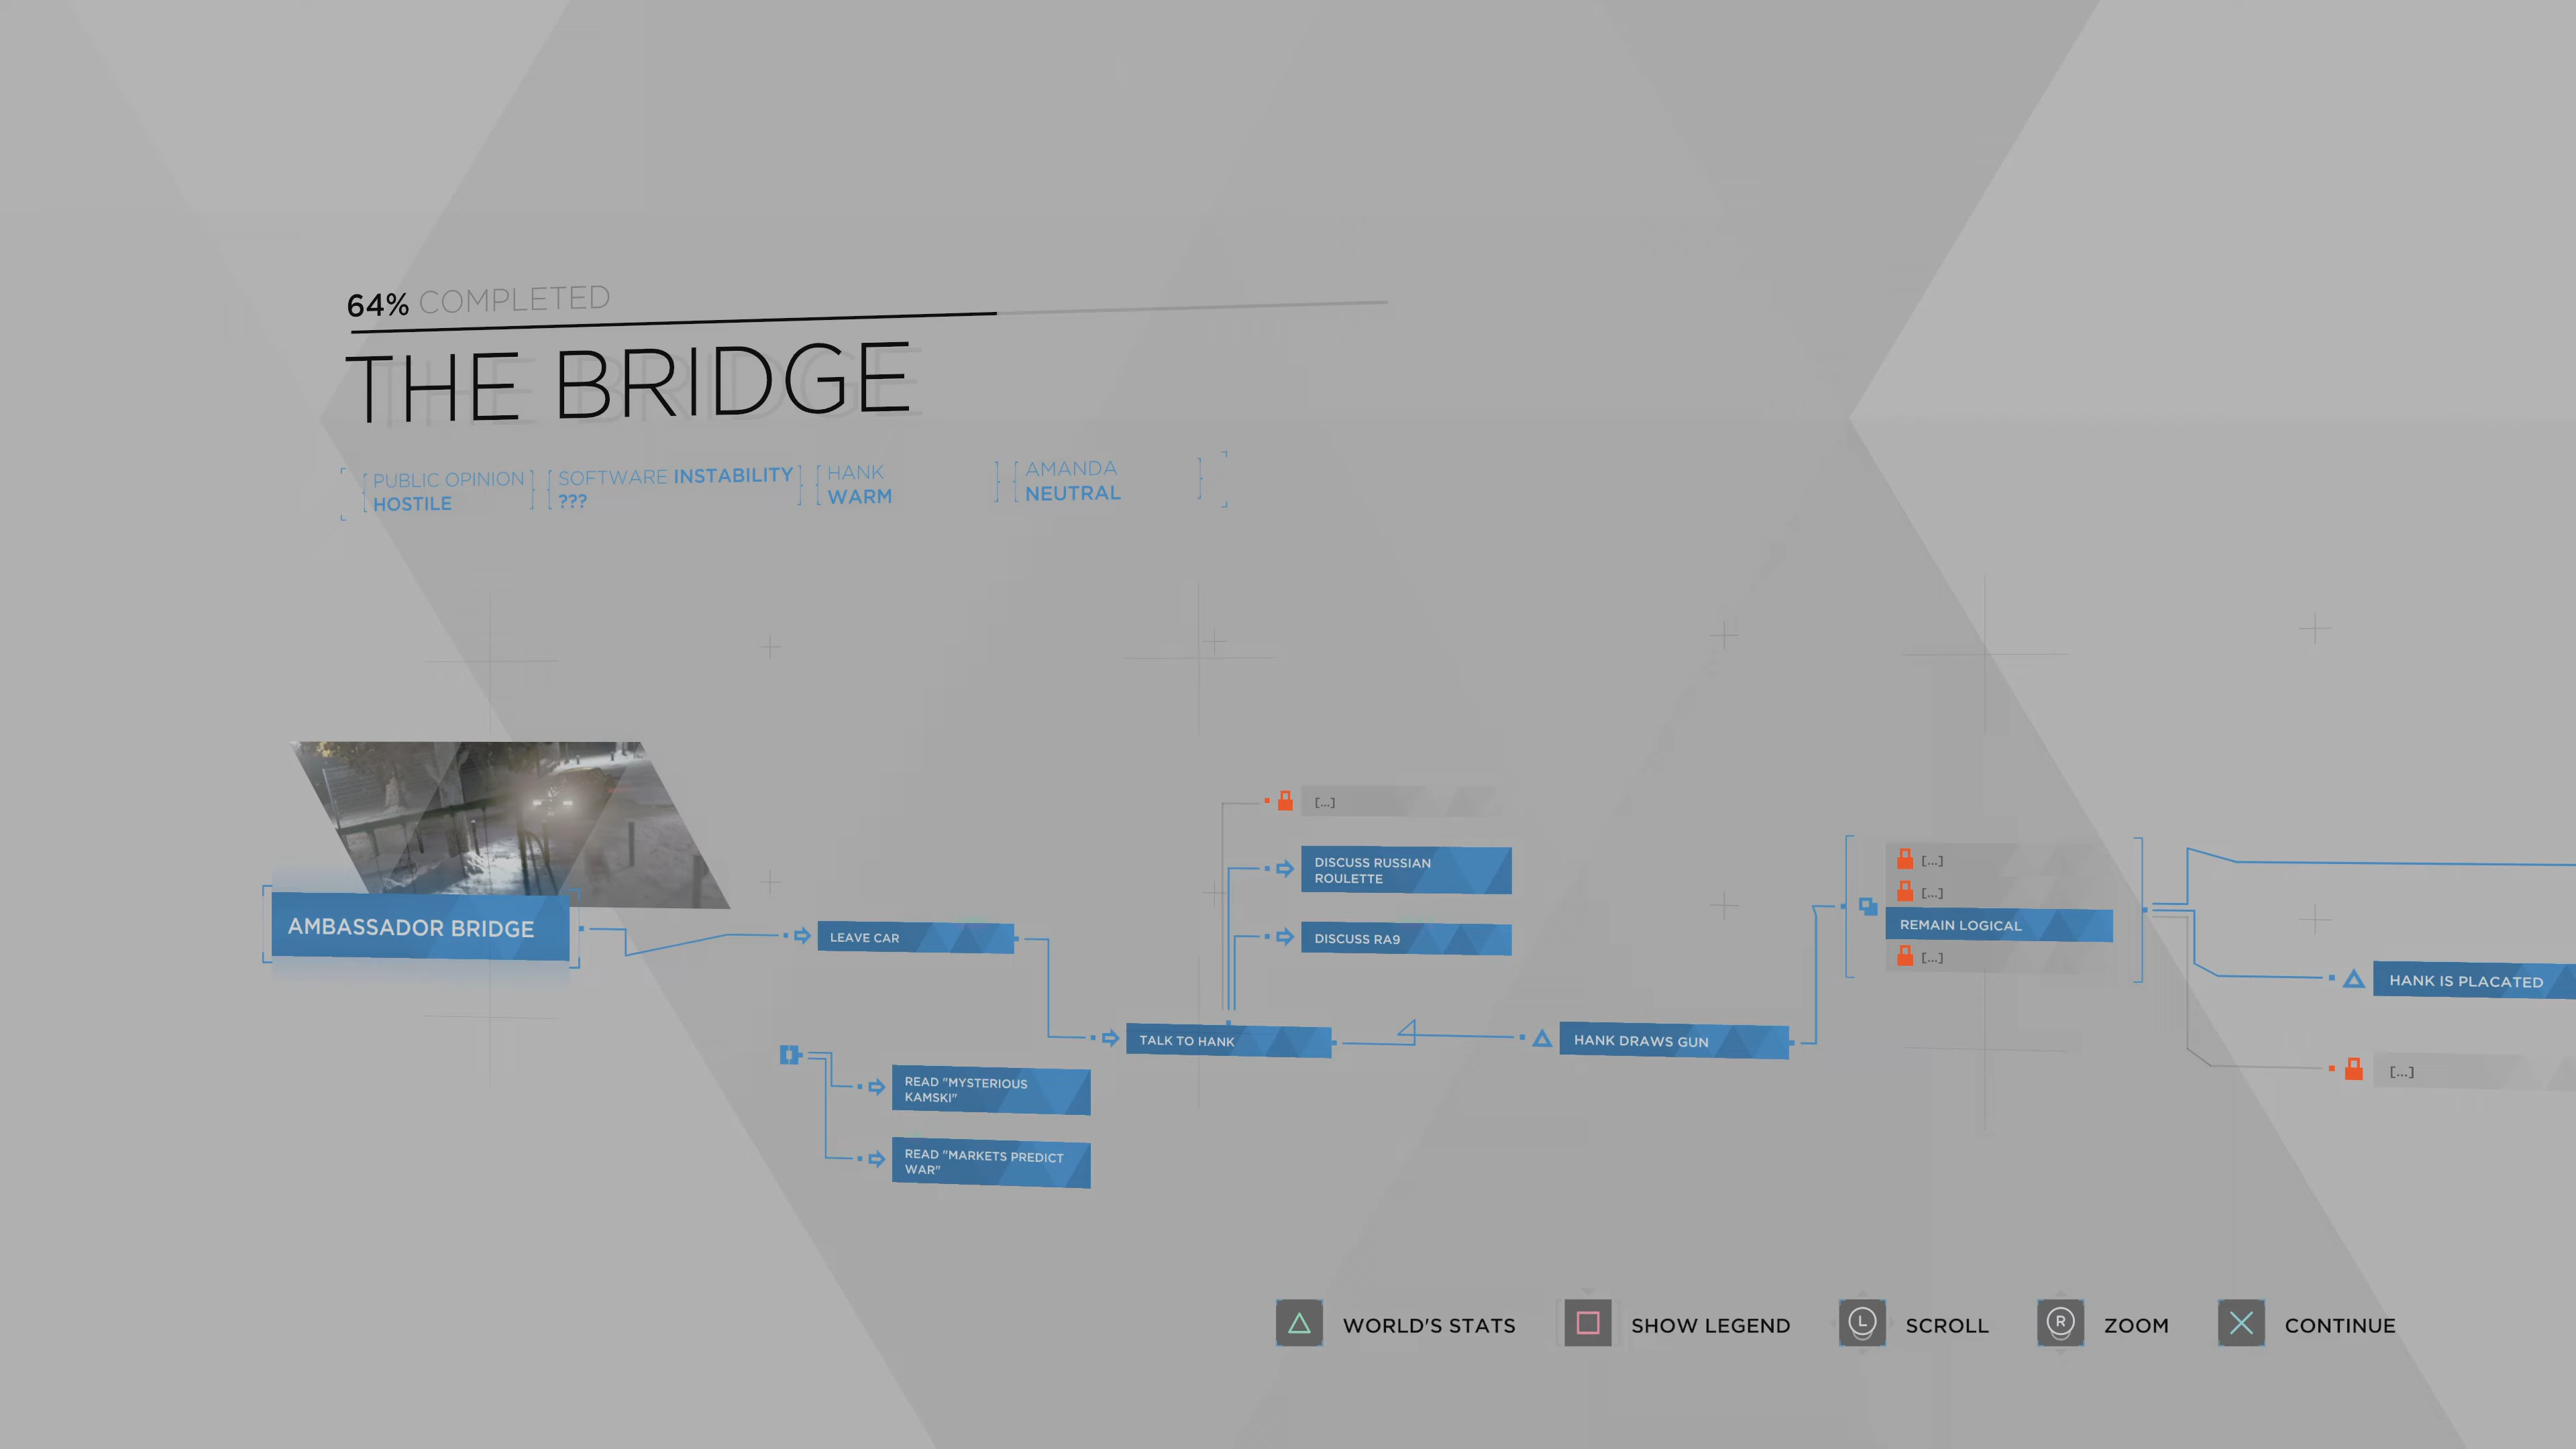 64% COMPLETED
THE BRIDGE
PUBLIC OPINION
HOSTILE
SOFTWARE INSTABILITY
???
HANK
WARM
AMANDA
NEUTRAL
[...]
DISCUSS RUSSIAN
ROULETTE
DISCUSS RA9
AMBASSADOR BRIDGE
LEAVE CAR
TALK TO HANK
READ "MYSTERIOUS
KAMSKI"
READ "MARKETS PREDICT
WAR"
HANK DRAWS GUN
[...]
[...]
REMAIN LOGICAL
[...]
HANK IS PLACATED
[...]
WORLD'S STATS
SHOW LEGEND
L
SCROLL
R
ZOOM
CONTINUE